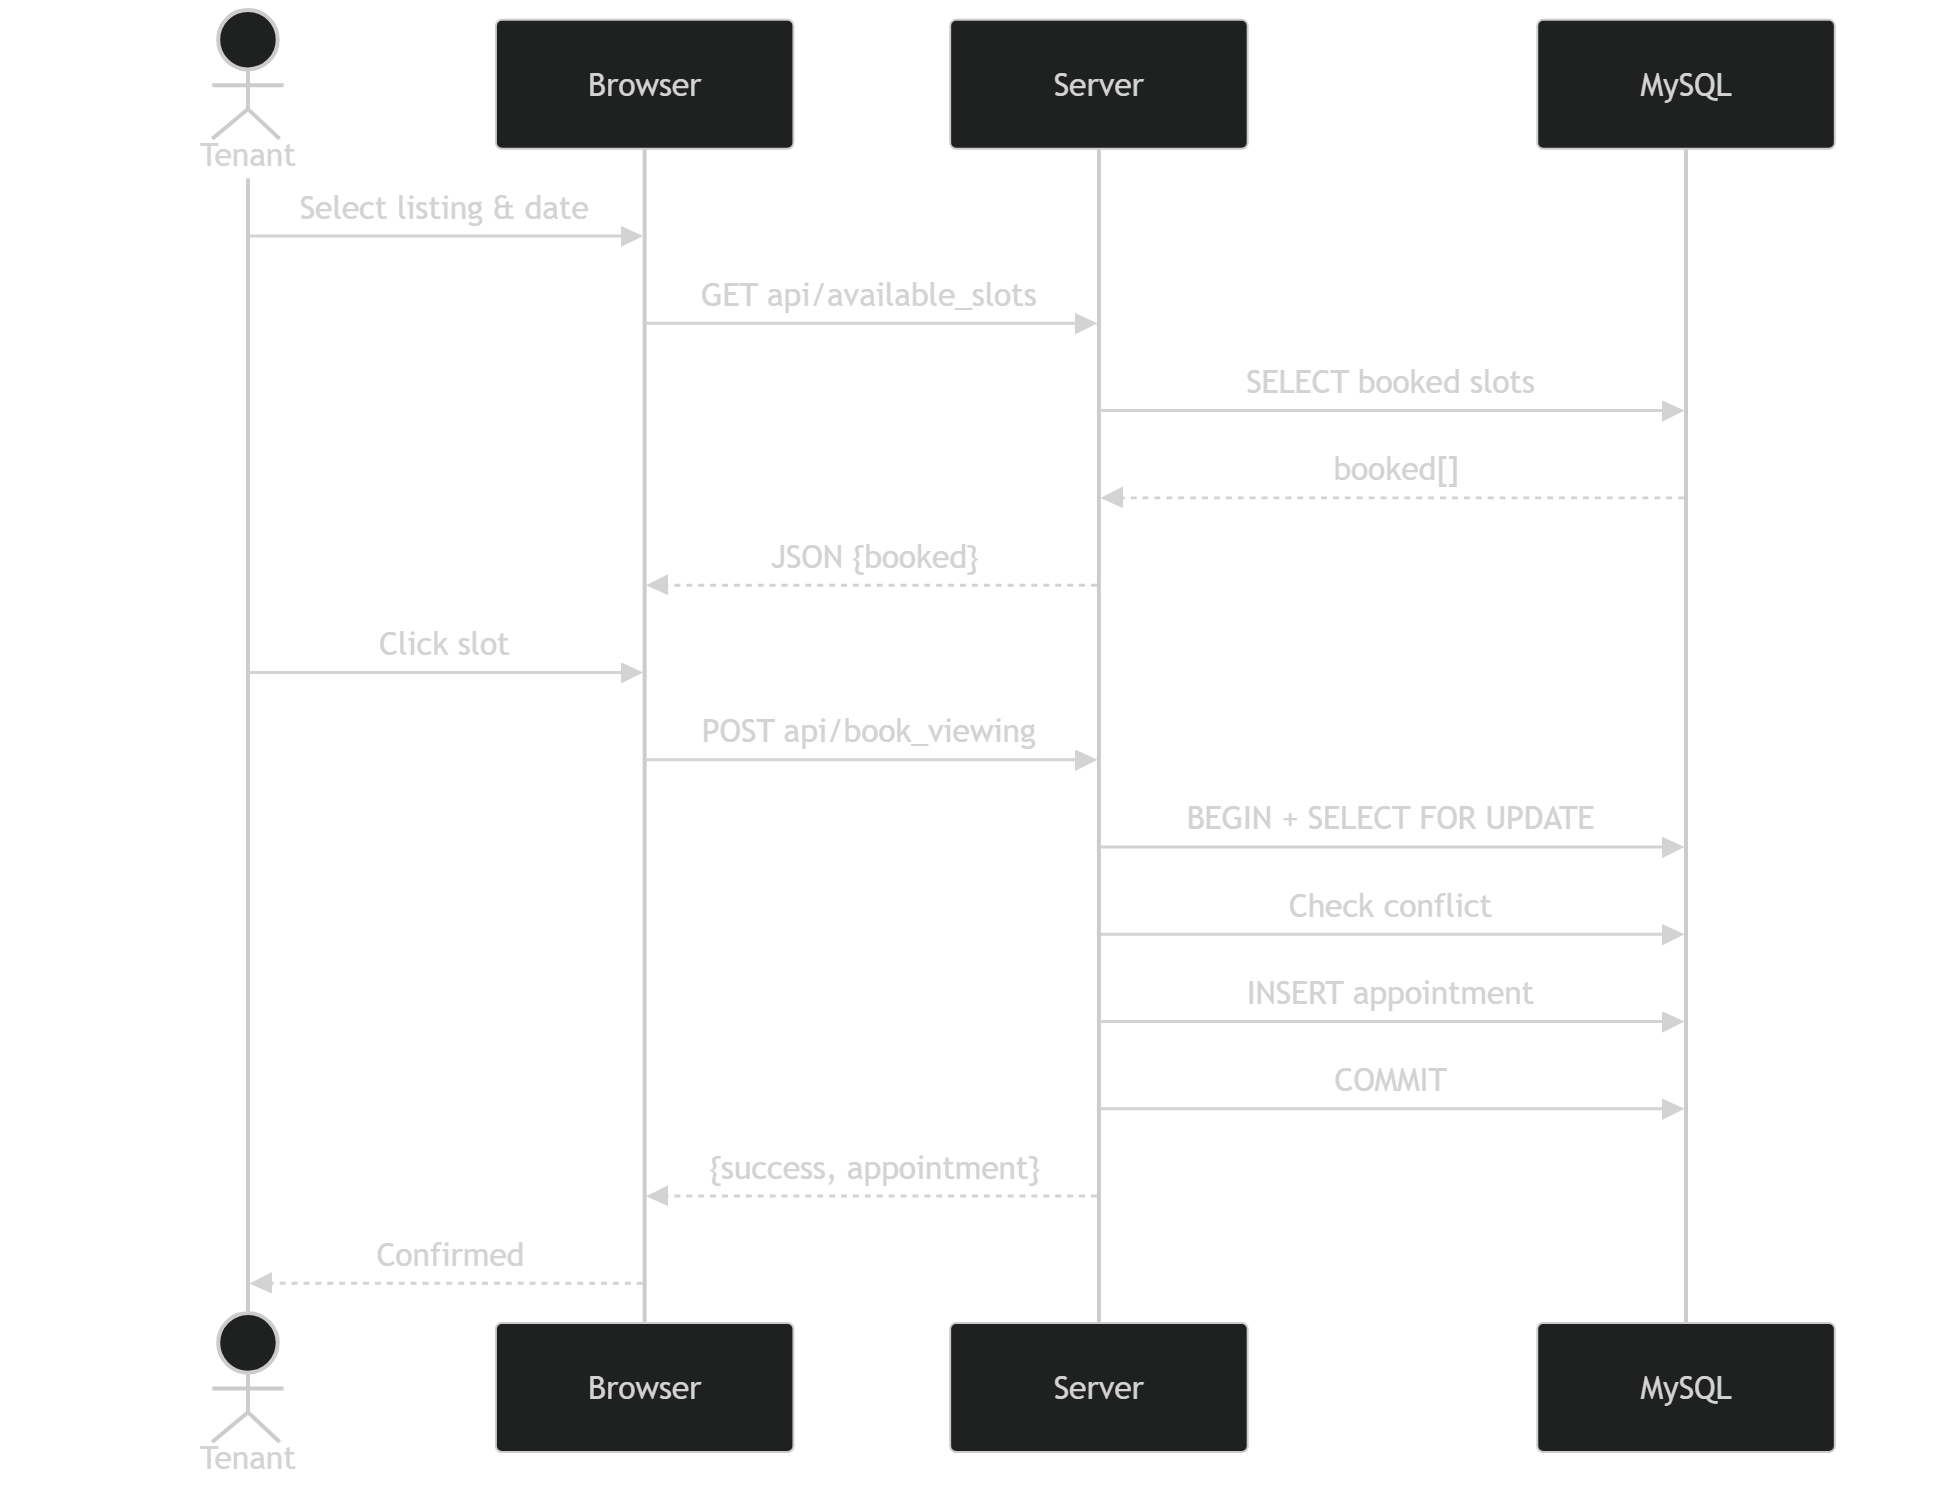 Tenant
Browser
Server
MySQL
Select listing & date
GET api/available_slots
SELECT booked slots
booked[]
JSON {booked}
Click slot
POST api/book_viewing
BEGIN + SELECT FOR UPDATE
Check conflict
INSERT appointment
COMMIT
{success, appointment}
Confirmed
Tenant
Browser
Server
MySQL